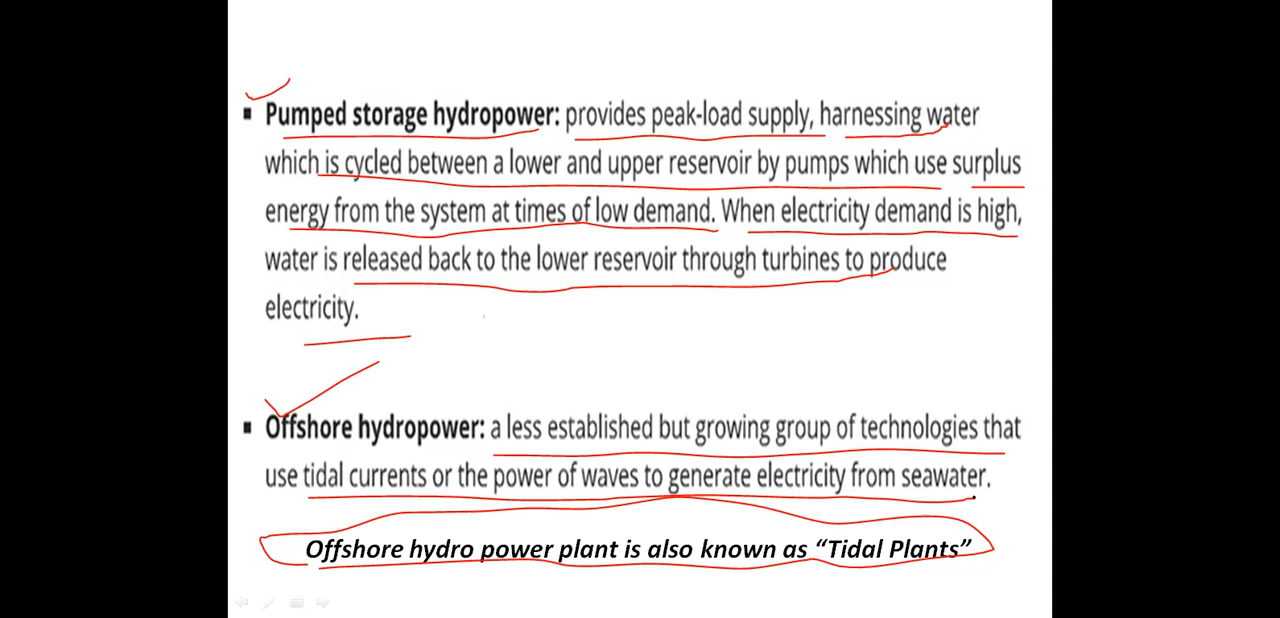 ▪ Pumped storage hydropower: provides peak-load supply, harnessing water
which is cycled between a lower and upper reservoir by pumps which use surplus
energy from the system at times of low demand. When electricity demand is high,
water is released back to the lower reservoir through turbines to produce
electricity.
▪ Offshore hydropower: a less established but growing group of technologies that
use tidal currents or the power of waves to generate electricity from seawater.
Offshore hydro power plant is also known as “Tidal Plants”